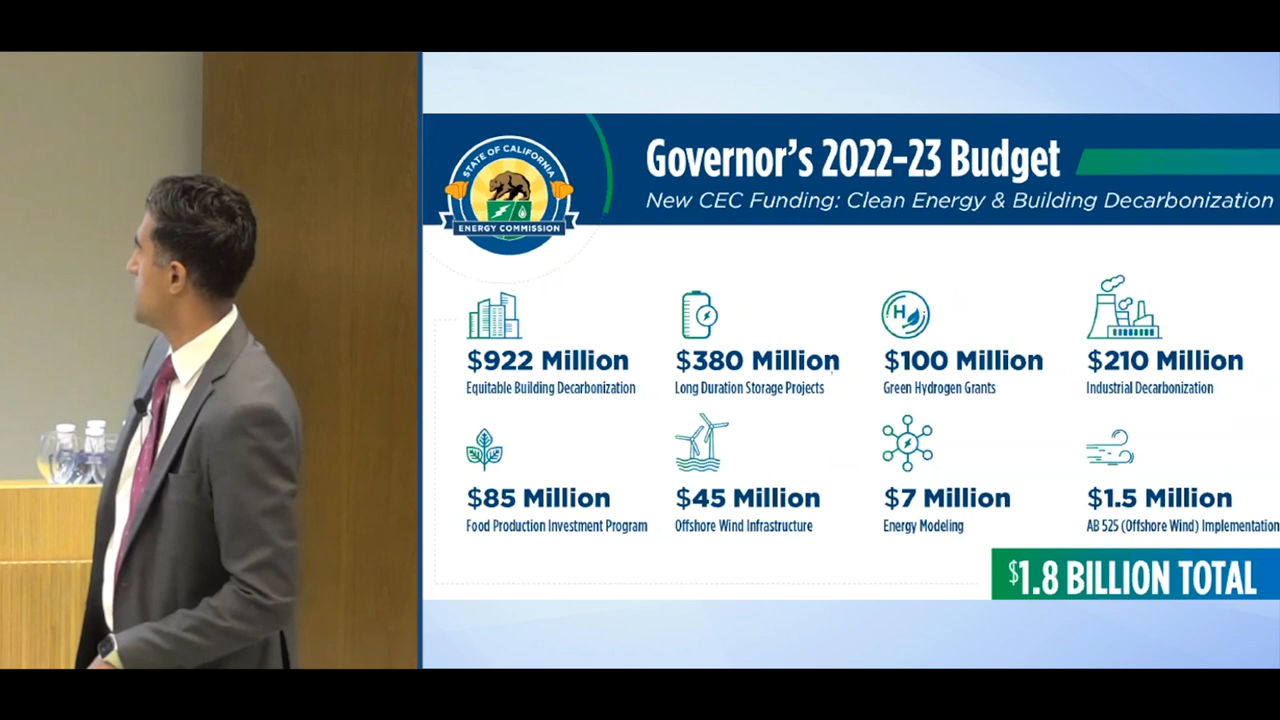 STATE OF CALIFORNIA
ENERGY COMMISSION
Governor's 2022-23 Budget
New CEC Funding: Clean Energy & Building Decarbonization
$922 Million
Equitable Building Decarbonization
$380 Million
Long Duration Storage Projects
H
$100 Million
Green Hydrogen Grants
$210 Million
Industrial Decarbonization
$85 Million
Food Production Investment Program
$45 Million
Offshore Wind Infrastructure
$7 Million
Energy Modeling
$1.5 Million
AB 525 (Offshore Wind) Implementation
$1.8 BILLION TOTAL